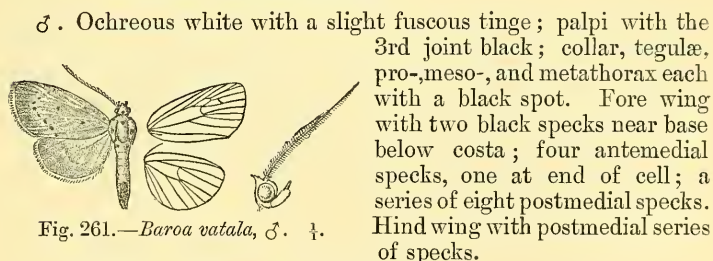 ♂. Ochreous white with a slight fuscous tinge; palpi with the
3rd joint black; collar, tegulæ,
pro-,meso-, and metathorax each
with a black spot. Fore wing
with two black specks near base
below costa; four antemedial
specks, one at end of cell; a
series of eight postmedial specks.
Hind wing with postmedial series
of specks.
Fig. 261.—Baroa vatala, ♂. 1/1.